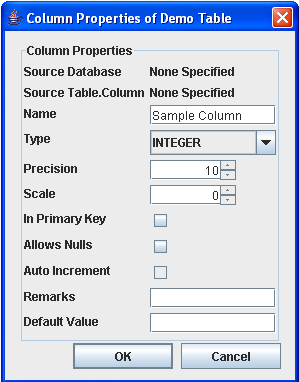 Column Properties of Demo Table
Column Properties
Source Database None Specified
Source Table.Column None Specified
Name Sample Column
Type INTEGER
Precision 10
Scale 0
In Primary Key
Allows Nulls
Auto Increment
Remarks
Default Value
OK Cancel